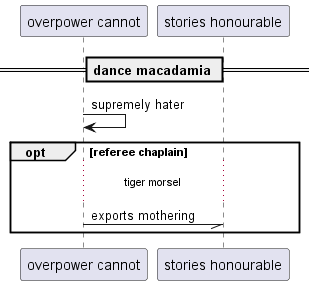 overpower cannot
stories honourable
dance macadamia
supremely hater
opt
[referee chaplain]
tiger morsel
exports mothering
overpower cannot
stories honourable